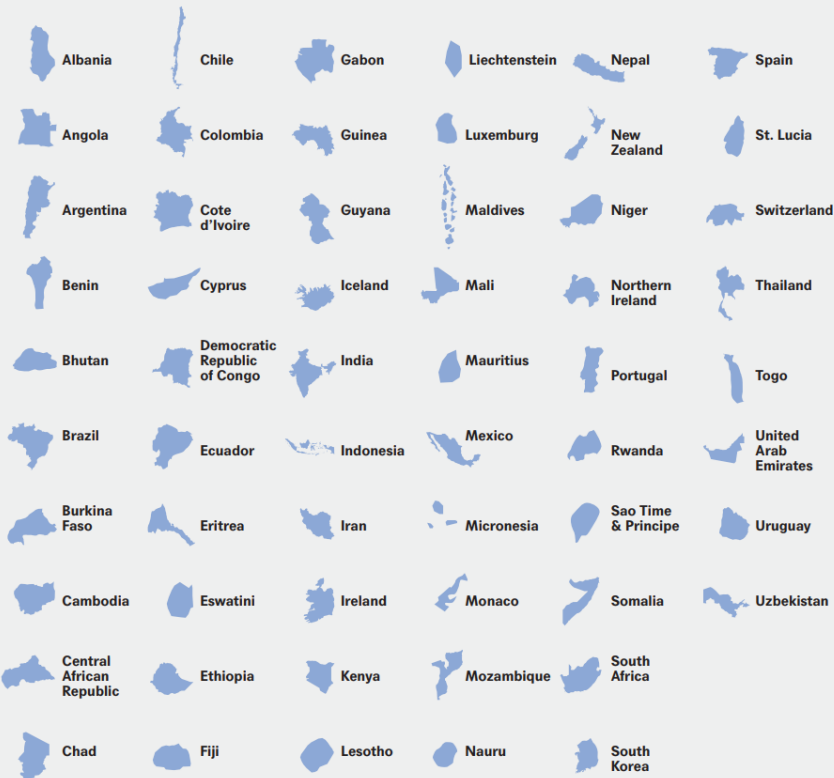 Albania
Angola
Argentina
Benin
Bhutan
Brazil
Burkina
Faso
Cambodia
Central
African
Republic
Chad
Chile
Colombia
Cote
d'Ivoire
Cyprus
Democratic
Republic
of Congo
Ecuador
Eritrea
Eswatini
Ethiopia
Fiji
Gabon
Guinea
Guyana
Iceland
India
Indonesia
Iran
Ireland
Kenya
Lesotho
Liechtenstein
Luxemburg
Maldives
Mali
Mauritius
Mexico
Micronesia
Monaco
Mozambique
Nauru
Nepal
New
Zealand
Niger
Northern
Ireland
Portugal
Rwanda
Sao Time
& Principe
Somalia
South
Africa
South
Korea
Spain
St. Lucia
Switzerland
Thailand
Togo
United
Arab
Emirates
Uruguay
Uzbekistan